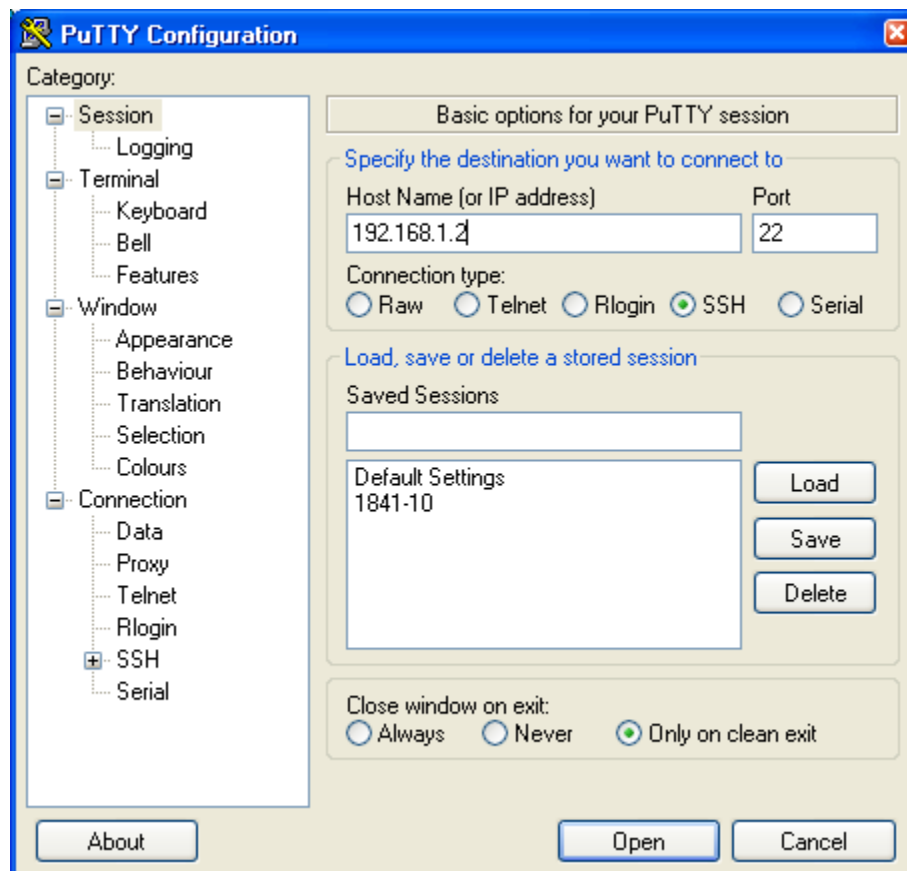 PuTTY Configuration
Category:
Session
Logging
Terminal
Keyboard
Bell
Features
Window
Appearance
Behaviour
Translation
Selection
Colours
Connection
Data
Proxy
Telnet
Rlogin
SSH
Serial
Basic options for your PuTTY session
Specify the destination you want to connect to
Host Name (or IP address) Port
192.168.1.2 22
Connection type:
Raw Telnet Rlogin SSH Serial
Load, save or delete a stored session
Saved Sessions
Default Settings
1841-10
Load
Save
Delete
Close window on exit:
Always Never Only on clean exit
About Open Cancel